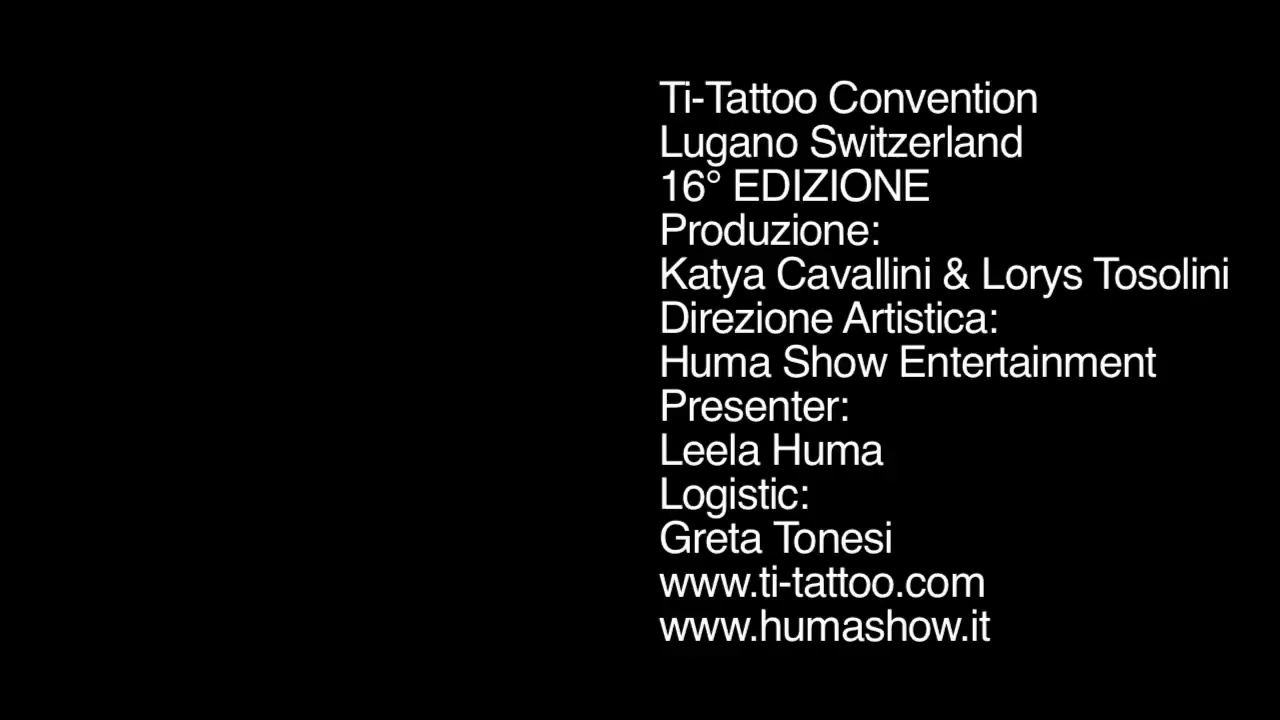 Ti-Tattoo Convention
Lugano Switzerland
16° EDIZIONE
Produzione:
Katya Cavallini & Lorys Tosolini
Direzione Artistica:
Huma Show Entertainment
Presenter:
Leela Huma
Logistic:
Greta Tonesi
www.ti-tattoo.com
www.humashow.it